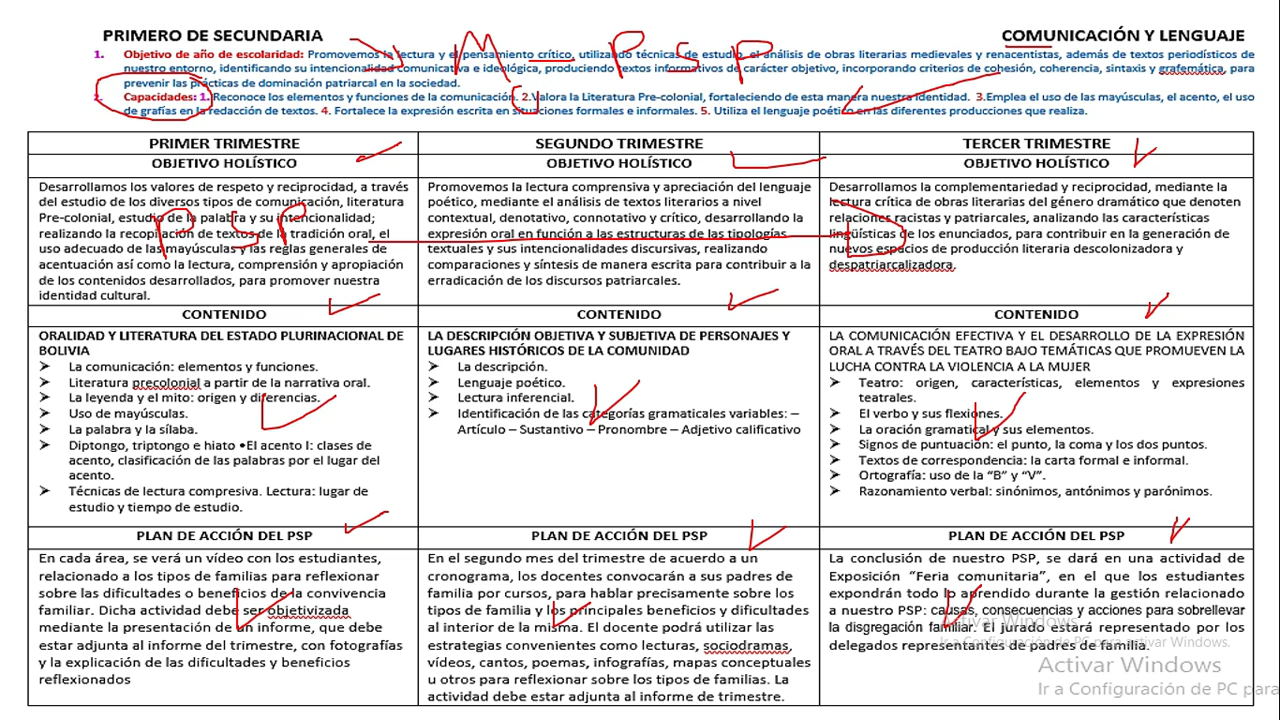 PRIMERO DE SECUNDARIA
COMUNICACIÓN Y LENGUAJE
1. Objetivo de año de escolaridad: Promovemos la lectura y el pensamiento crítico, utilizando técnicas de estudio, el análisis de obras literarias medievales y renacentistas, además de textos periodísticos de
nuestro entorno, identificando su intencionalidad comunicativa e ideológica, produciendo textos informativos de carácter objetivo, incorporando criterios de cohesión, coherencia, sintaxis y grafemática, para
prevenir las prácticas de dominación patriarcal en la sociedad.
Capacidades: 1. Reconoce los elementos y funciones de la comunicación. 2. Valora la Literatura Pre-colonial, fortaleciendo de esta manera nuestra identidad. 3.Emplea el uso de las mayúsculas, el acento, el uso
de grafías en la redacción de textos. 4. Fortalece la expresión escrita en situaciones formales e informales. 5. Utiliza el lenguaje poético en las diferentes producciones que realiza.
M PSP
PRIMER TRIMESTRE
OBJETIVO HOLÍSTICO
Desarrollamos los valores de respeto y reciprocidad, a través
del estudio de los diversos tipos de comunicación, literatura
Pre-colonial, estudio de la palabra y su intencionalidad;
realizando la recopilación de textos de la tradición oral, el
uso adecuado de las mayúsculas y las reglas generales de
acentuación así como la lectura, comprensión y apropiación
de los contenidos desarrollados, para promover nuestra
identidad cultural.
PSP
CONTENIDO
ORALIDAD Y LITERATURA DEL ESTADO PLURINACIONAL DE
BOLIVIA
La comunicación: elementos y funciones.
Literatura precolonial a partir de la narrativa oral.
La leyenda y el mito: origen y diferencias.
Uso de mayúsculas.
La palabra y la sílaba.
Diptongo, triptongo e hiato •El acento I: clases de
acento, clasificación de las palabras por el lugar del
acento.
Técnicas de lectura compresiva. Lectura: lugar de
estudio y tiempo de estudio.
PLAN DE ACCIÓN DEL PSP
En cada área, se verá un vídeo con los estudiantes,
relacionado a los tipos de familias para reflexionar
sobre las dificultades o beneficios de la convivencia
familiar. Dicha actividad debe ser objetivizada
mediante la presentación de un informe, que debe
estar adjunta al informe del trimestre, con fotografías
y la explicación de las dificultades y beneficios
reflexionados
SEGUNDO TRIMESTRE
OBJETIVO HOLÍSTICO
Promovemos la lectura comprensiva y apreciación del lenguaje
poético, mediante el análisis de textos literarios a nivel
contextual, denotativo, connotativo y crítico, desarrollando la
expresión oral en función a las estructuras de las tipologías
textuales y sus intencionalidades discursivas, realizando
comparaciones y síntesis de manera escrita para contribuir a la
erradicación de los discursos patriarcales.
CONTENIDO
LA DESCRIPCIÓN OBJETIVA Y SUBJETIVA DE PERSONAJES Y
LUGARES HISTÓRICOS DE LA COMUNIDAD
La descripción.
Lenguaje poético.
Lectura inferencial.
Identificación de las categorías gramaticales variables: –
Artículo – Sustantivo – Pronombre – Adjetivo calificativo
PLAN DE ACCIÓN DEL PSP
En el segundo mes del trimestre de acuerdo a un
cronograma, los docentes convocarán a sus padres de
familia por cursos, para hablar precisamente sobre los
tipos de familia y los principales beneficios y dificultades
al interior de la misma. El docente podrá utilizar las
estrategias convenientes como lecturas, sociodramas,
vídeos, cantos, poemas, infografías, mapas conceptuales
u otros para reflexionar sobre los tipos de familias. La
actividad debe estar adjunta al informe de trimestre.
TERCER TRIMESTRE
OBJETIVO HOLÍSTICO
Desarrollamos la complementariedad y reciprocidad, mediante la
lectura crítica de obras literarias del género dramático que denoten
relaciones racistas y patriarcales, analizando las características
lingüísticas de los enunciados, para contribuir en la generación de
nuevos espacios de producción literaria descolonizadora y
despatriarcalizadora.
CONTENIDO
LA COMUNICACIÓN EFECTIVA Y EL DESARROLLO DE LA EXPRESIÓN
ORAL A TRAVÉS DEL TEATRO BAJO TEMÁTICAS QUE PROMUEVEN LA
LUCHA CONTRA LA VIOLENCIA A LA MUJER
Teatro: origen, características, elementos y expresiones
teatrales.
El verbo y sus flexiones.
La oración gramatical y sus elementos.
Signos de puntuación: el punto, la coma y los dos puntos.
Textos de correspondencia: la carta formal e informal.
Ortografía: uso de la “B” y “V”.
Razonamiento verbal: sinónimos, antónimos y parónimos.
PLAN DE ACCIÓN DEL PSP
La conclusión de nuestro PSP, se dará en una actividad de
Exposición “Feria comunitaria”, en el que los estudiantes
expondrán todo lo aprendido durante la gestión relacionado
a nuestro PSP: causas, consecuencias y acciones para sobrellevar
la disgregación familiar. El jurado estará representado por los
delegados representantes de padres de familia.
Activar Windows
Ir a Configuración de PC para activar Windows.
Activar Windows
Ir a Configuración de PC para